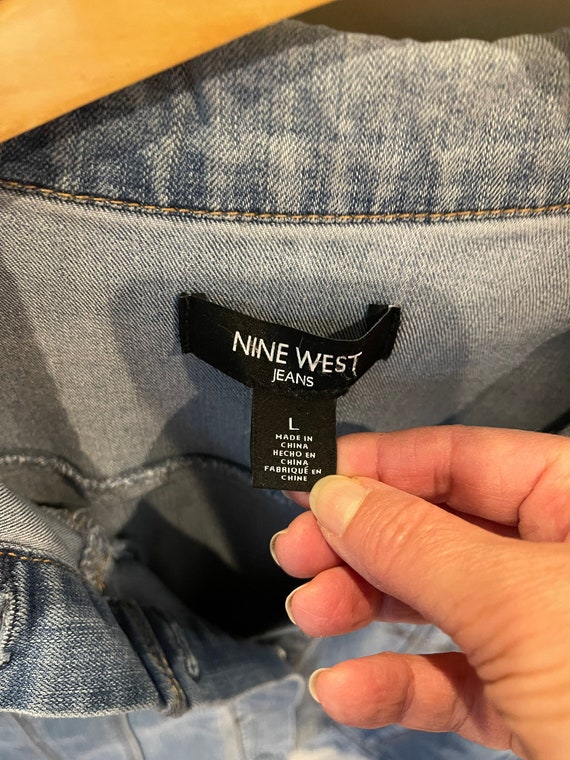 NINE WEST
JEANS
L
MADE IN
CHINA
HECHO EN
CHINA
FABRIQUÉ EN
CHINE